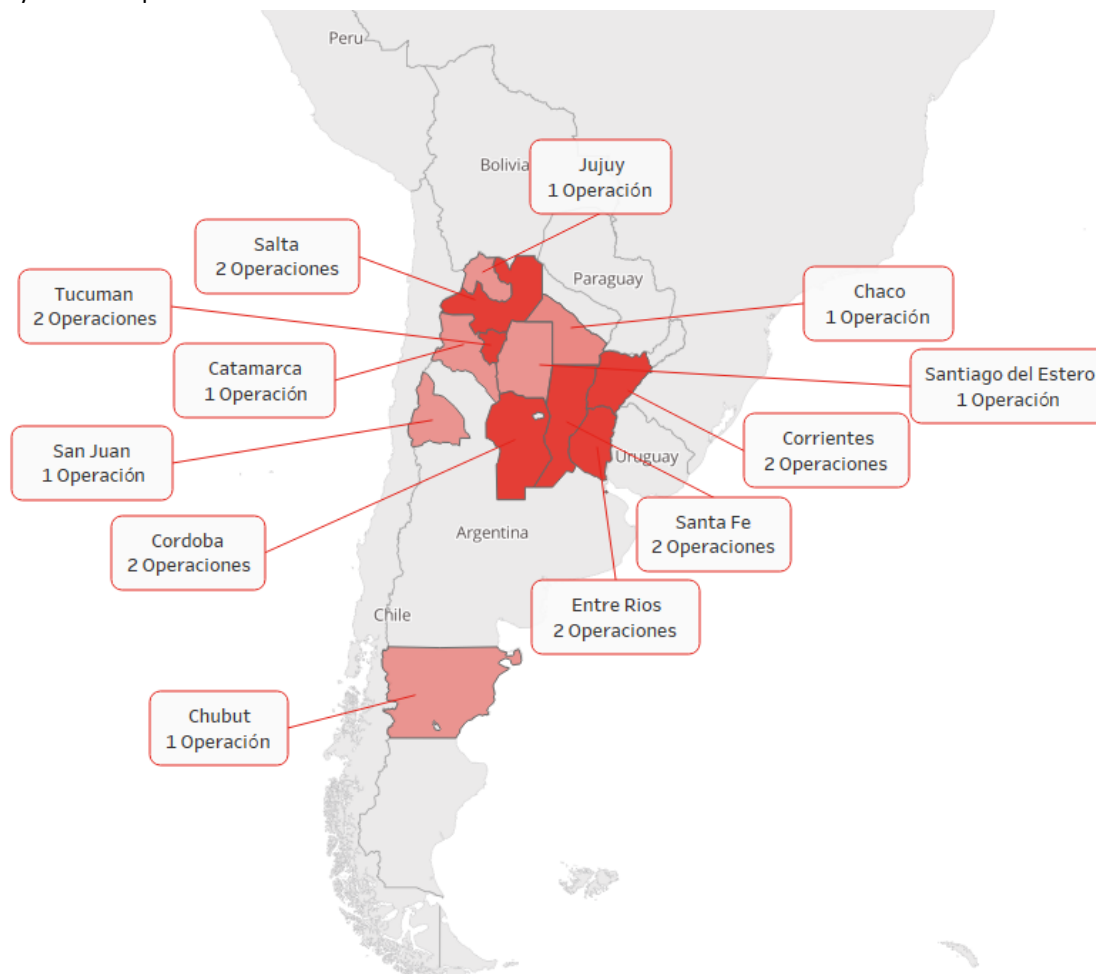 Peru
Bolivia
Jujuy
1 Operación
Salta
2 Operaciones
Paraguay
Tucuman
2 Operaciones
Chaco
1 Operación
Catamarca
1 Operación
Santiago del Estero
1 Operación
San Juan
1 Operación
Corrientes
2 Operaciones
Uruguay
Cordoba
2 Operaciones
Argentina
Santa Fe
2 Operaciones
Entre Rios
2 Operaciones
Chile
Chubut
1 Operación